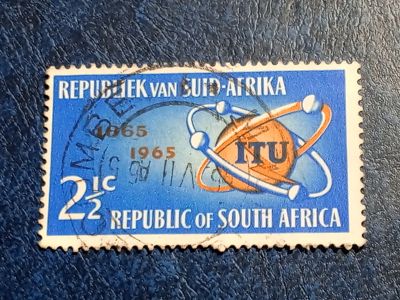 REPUBLIEK VAN SUID-AFRIKA
1865
1965
ITU
2½C
REPUBLIC OF SOUTH AFRICA